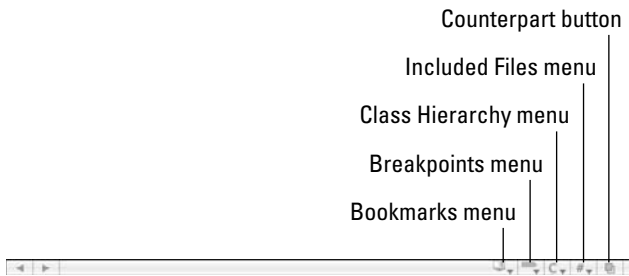 Counterpart button
Included Files menu
Class Hierarchy menu
Breakpoints menu
Bookmarks menu
C #